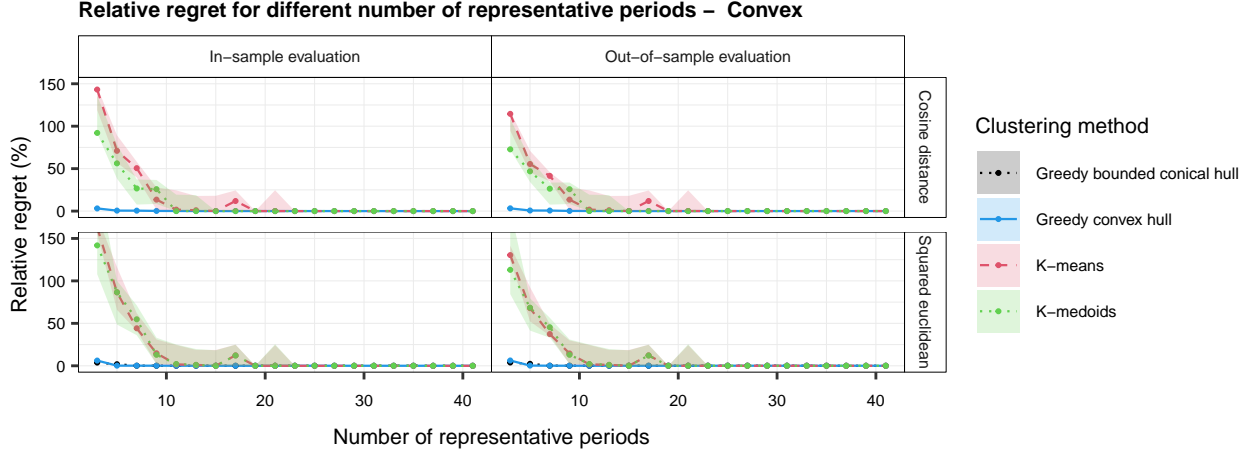 Relative regret for different number of representative periods – Convex
In−sample evaluation
Out−of−sample evaluation
150
100
50
0
Cosine distance
150
100
50
0
Squared euclidean
Relative regret (%)
10
20
30
40
10
20
30
40
Number of representative periods
Clustering method
Greedy bounded conical hull
Greedy convex hull
K−means
K−medoids